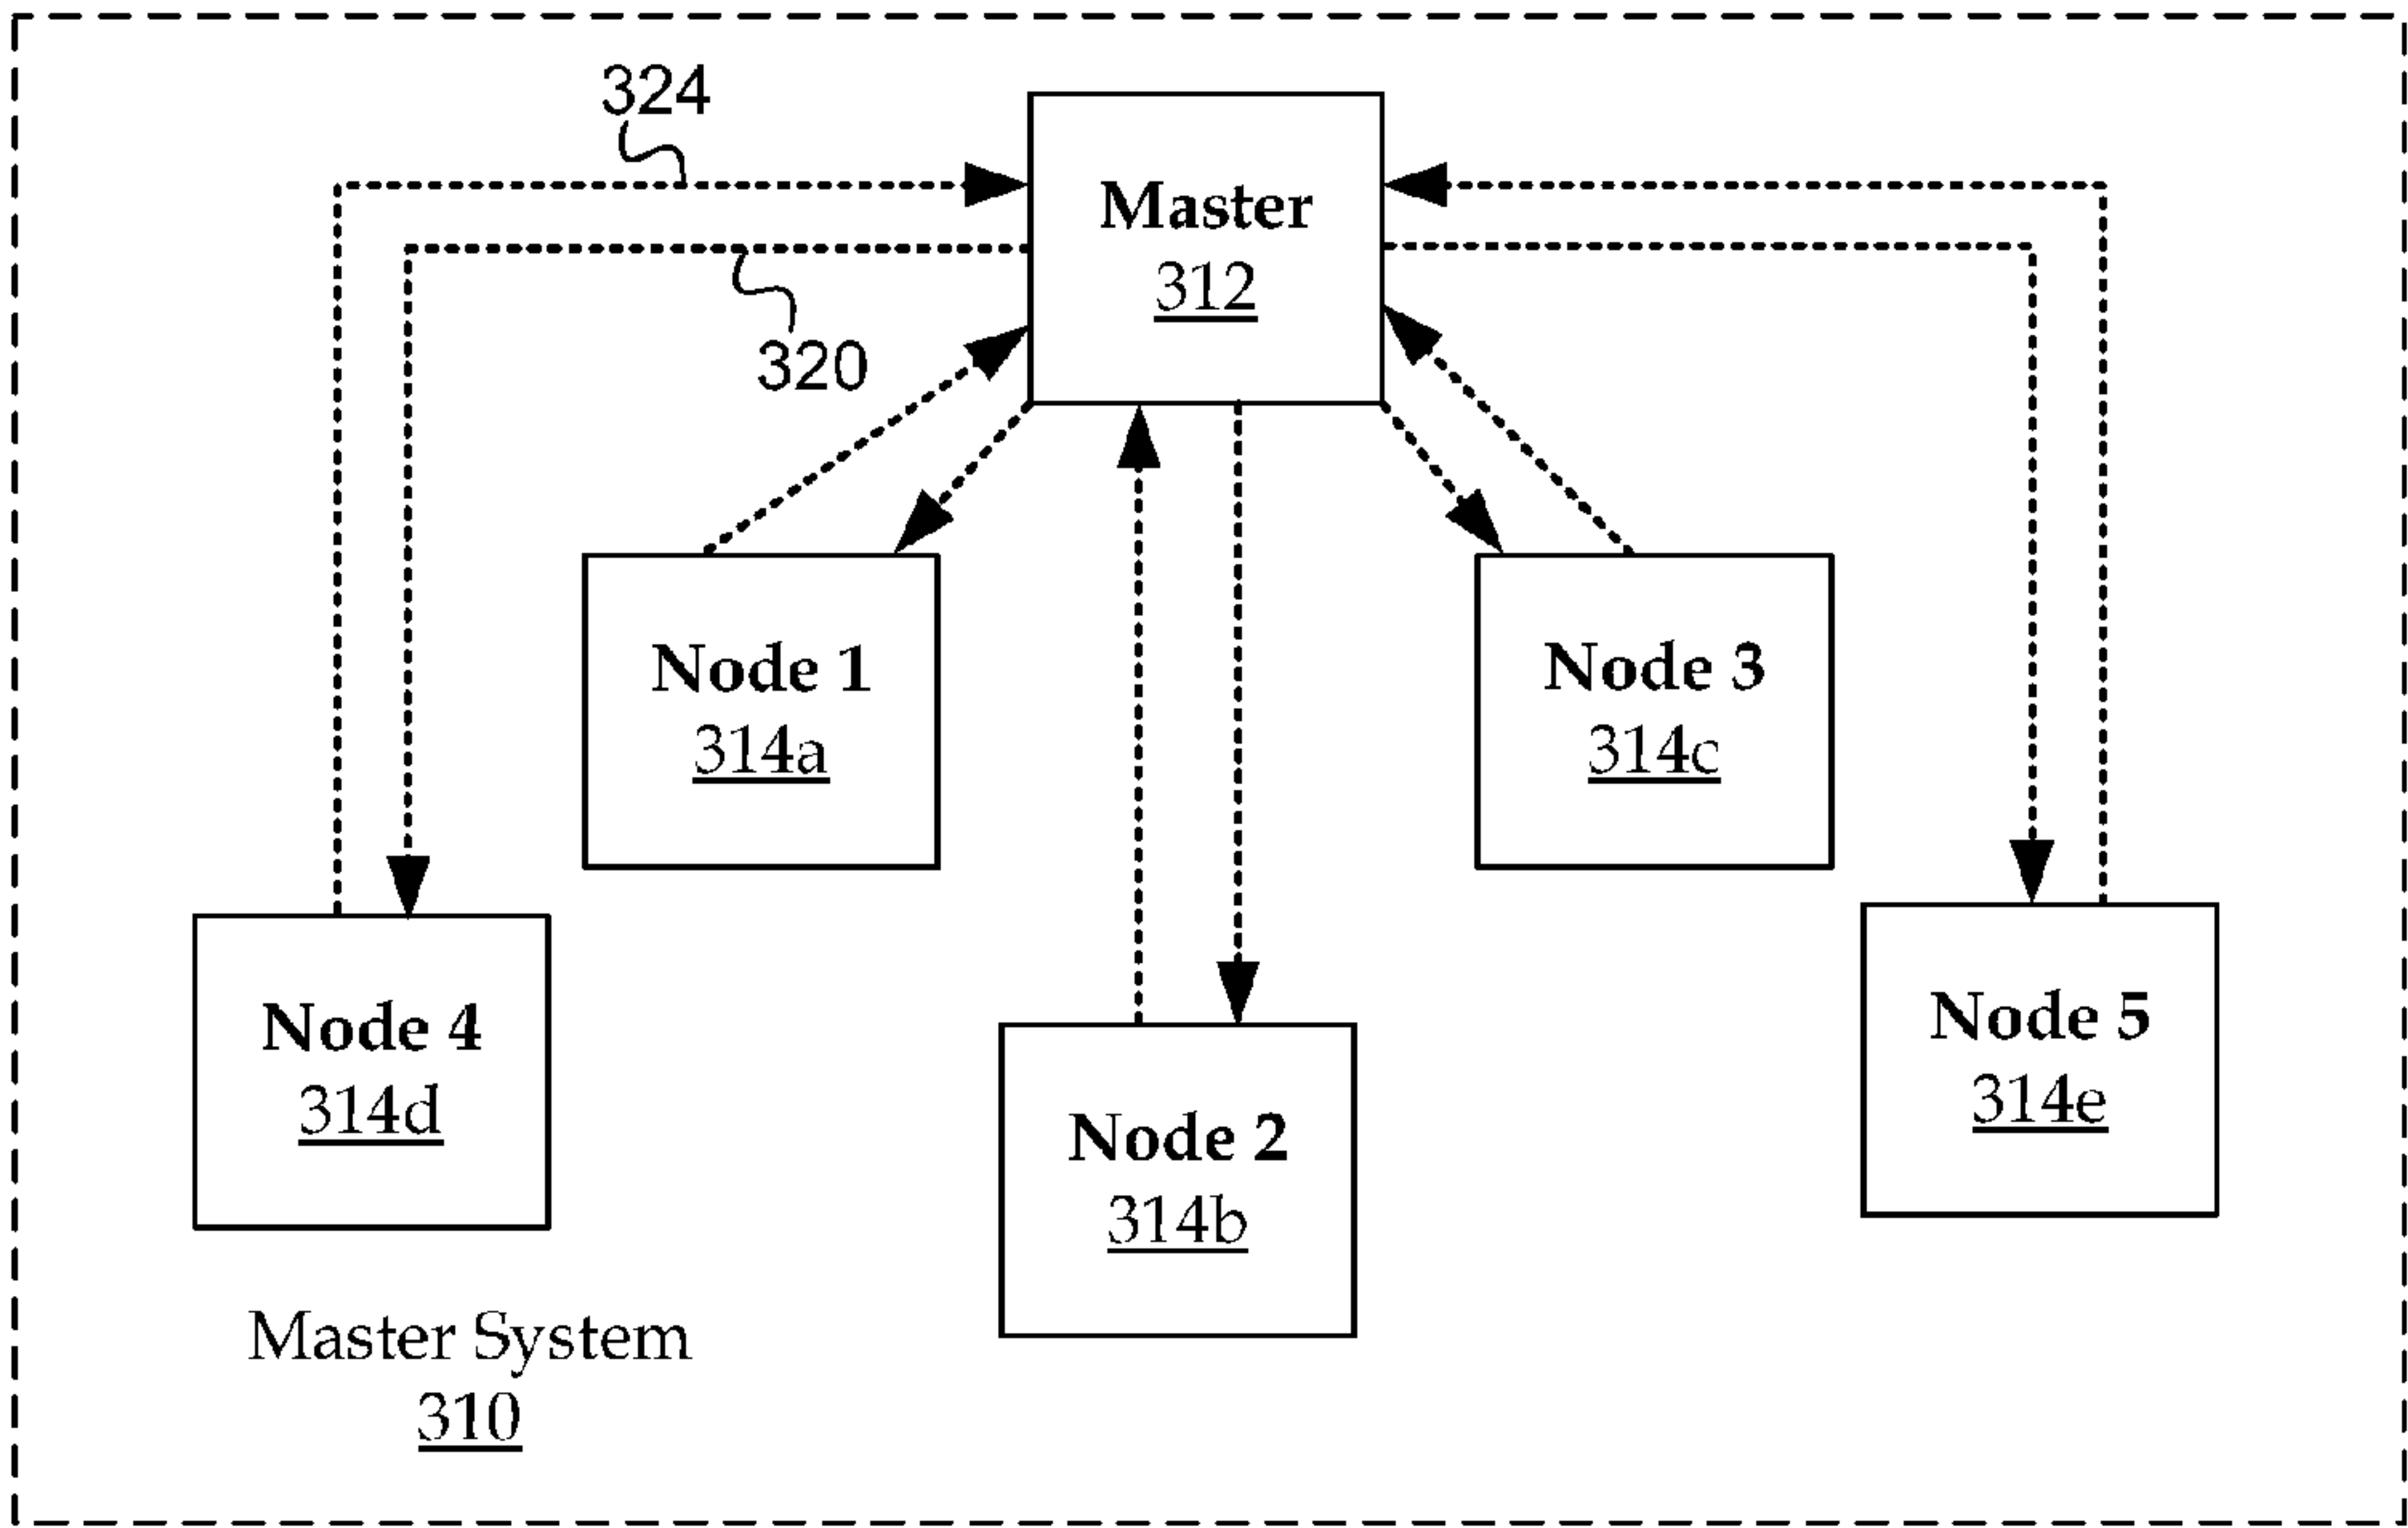 324
Master
312
320
Node 1
314a
Node 3
314c
Node 4
314d
Node 5
314e
Node 2
314b
Master System
310